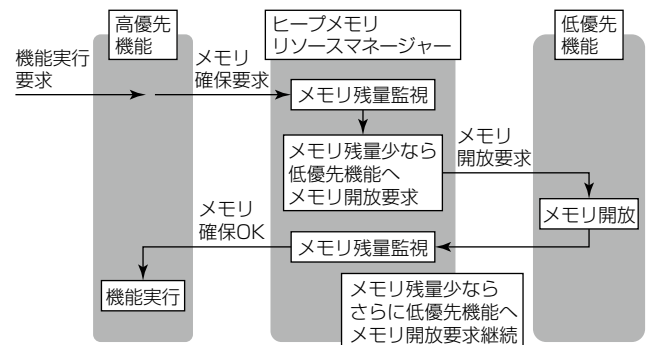 高優先
機能
ヒープメモリ
リソースマネージャー
低優先
機能
機能実行
要求
メモリ
確保要求
メモリ残量監視
メモリ残量少なら
低優先機能へ
メモリ開放要求
メモリ
開放要求
メモリ開放
メモリ
確保OK
メモリ残量監視
機能実行
メモリ残量少なら
さらに低優先機能へ
メモリ開放要求継続